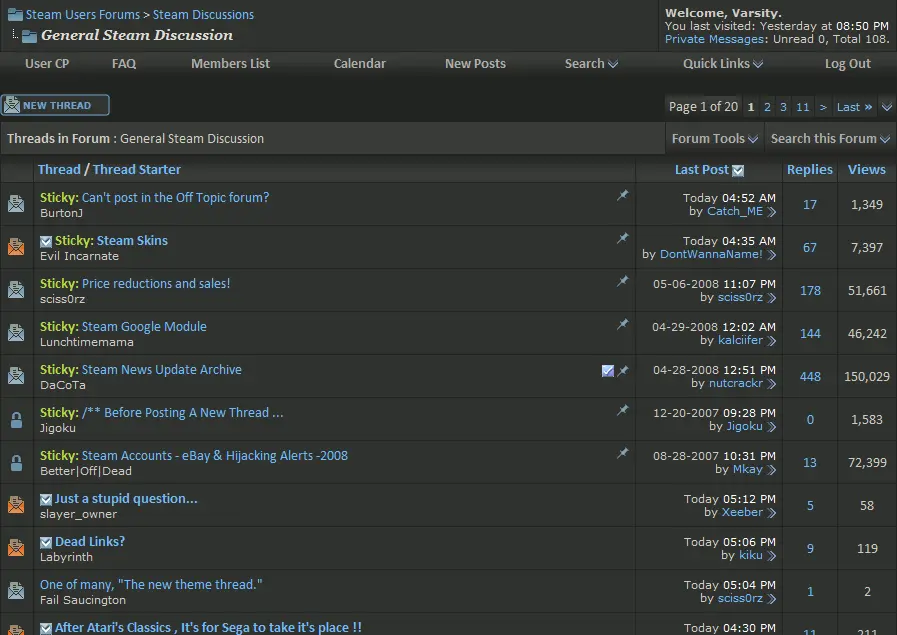 Steam Users Forums > Steam Discussions
General Steam Discussion
Welcome, Varsity.
You last visited: Yesterday at 08:50 PM
Private Messages: Unread 0, Total 108.
User CP FAQ Members List Calendar New Posts Search Quick Links Log Out
NEW THREAD
Page 1 of 20 1 2 3 11 > Last »
Threads in Forum : General Steam Discussion
Forum Tools Search this Forum
Thread / Thread Starter Last Post Replies Views
Sticky: Can't post in the Off Topic forum?
BurtonJ
Today 04:52 AM
by Catch_ME
17 1,349
Sticky: Steam Skins
Evil Incarnate
Today 04:35 AM
by DontWannaName!
67 7,397
Sticky: Price reductions and sales!
sciss0rz
05-06-2008 11:07 PM
by sciss0rz
178 51,661
Sticky: Steam Google Module
Lunchtimemama
04-29-2008 12:02 AM
by kalciifer
144 46,242
Sticky: Steam News Update Archive
DaCoTa
04-28-2008 12:51 PM
by nutcrackr
448 150,029
Sticky: /** Before Posting A New Thread ...
Jigoku
12-20-2007 09:28 PM
by Jigoku
0 1,583
Sticky: Steam Accounts - eBay & Hijacking Alerts -2008
Better|Off|Dead
08-28-2007 10:31 PM
by Mkay
13 72,399
Just a stupid question...
slayer_owner
Today 05:12 PM
by Xeeber
5 58
Dead Links?
Labyrinth
Today 05:06 PM
by kiku
9 119
One of many, "The new theme thread."
Fail Saucington
Today 05:04 PM
by sciss0rz
1 2
After Atari's Classics , It's for Sega to take it's place !!
Today 04:30 PM
11 211